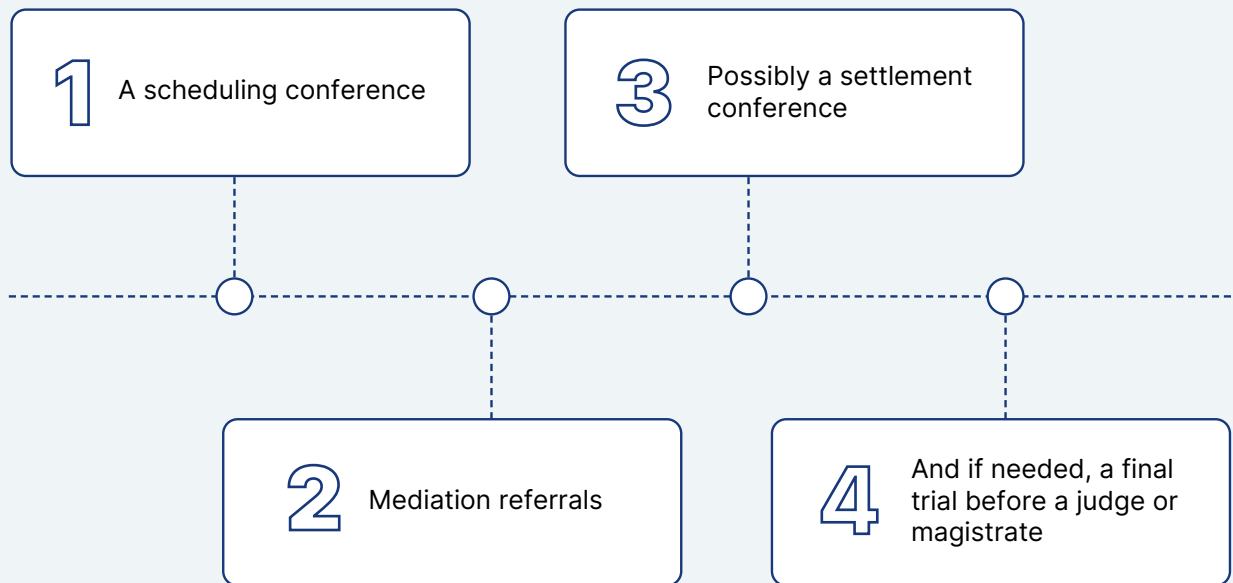 1
A scheduling conference
2
Mediation referrals
3
Possibly a settlement
conference
4
And if needed, a final
trial before a judge or
magistrate